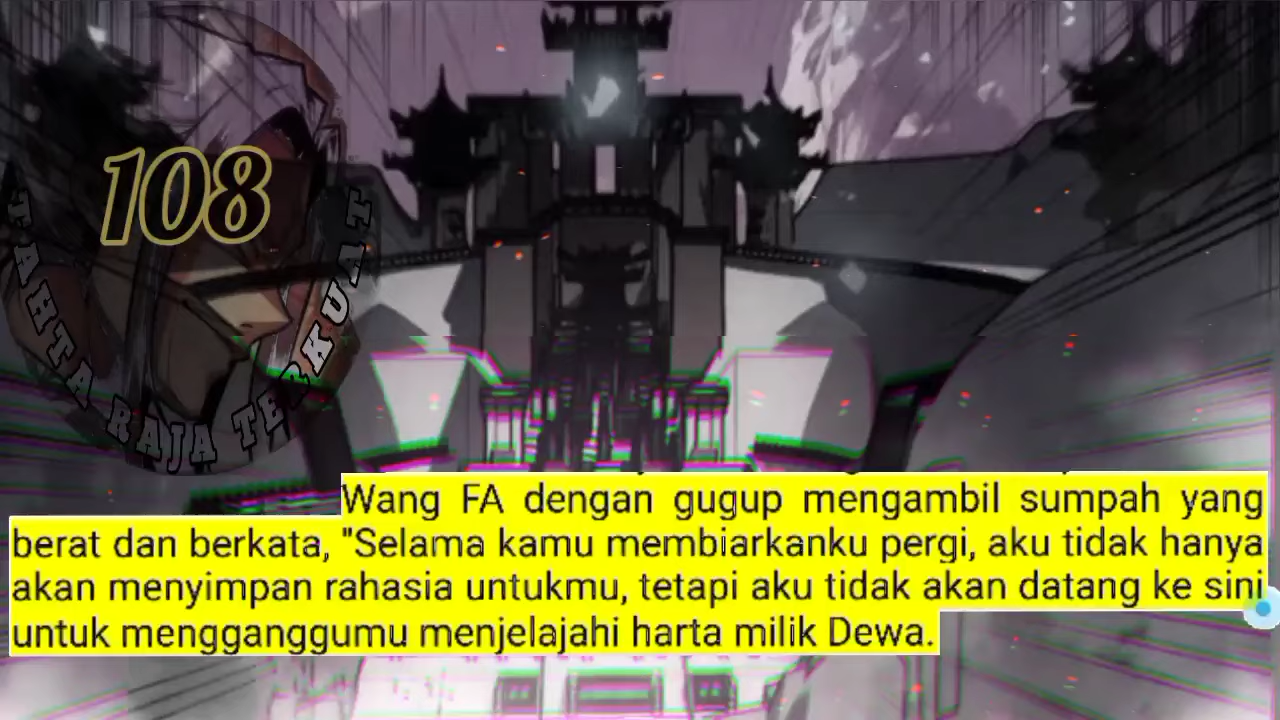 108
TAHTA RAJA TERKUAT
Wang FA dengan gugup mengambil sumpah yang
berat dan berkata, "Selama kamu membiarkanku pergi, aku tidak hanya
akan menyimpan rahasia untukmu, tetapi aku tidak akan datang ke sini
untuk mengganggumu menjelajahi harta milik Dewa.